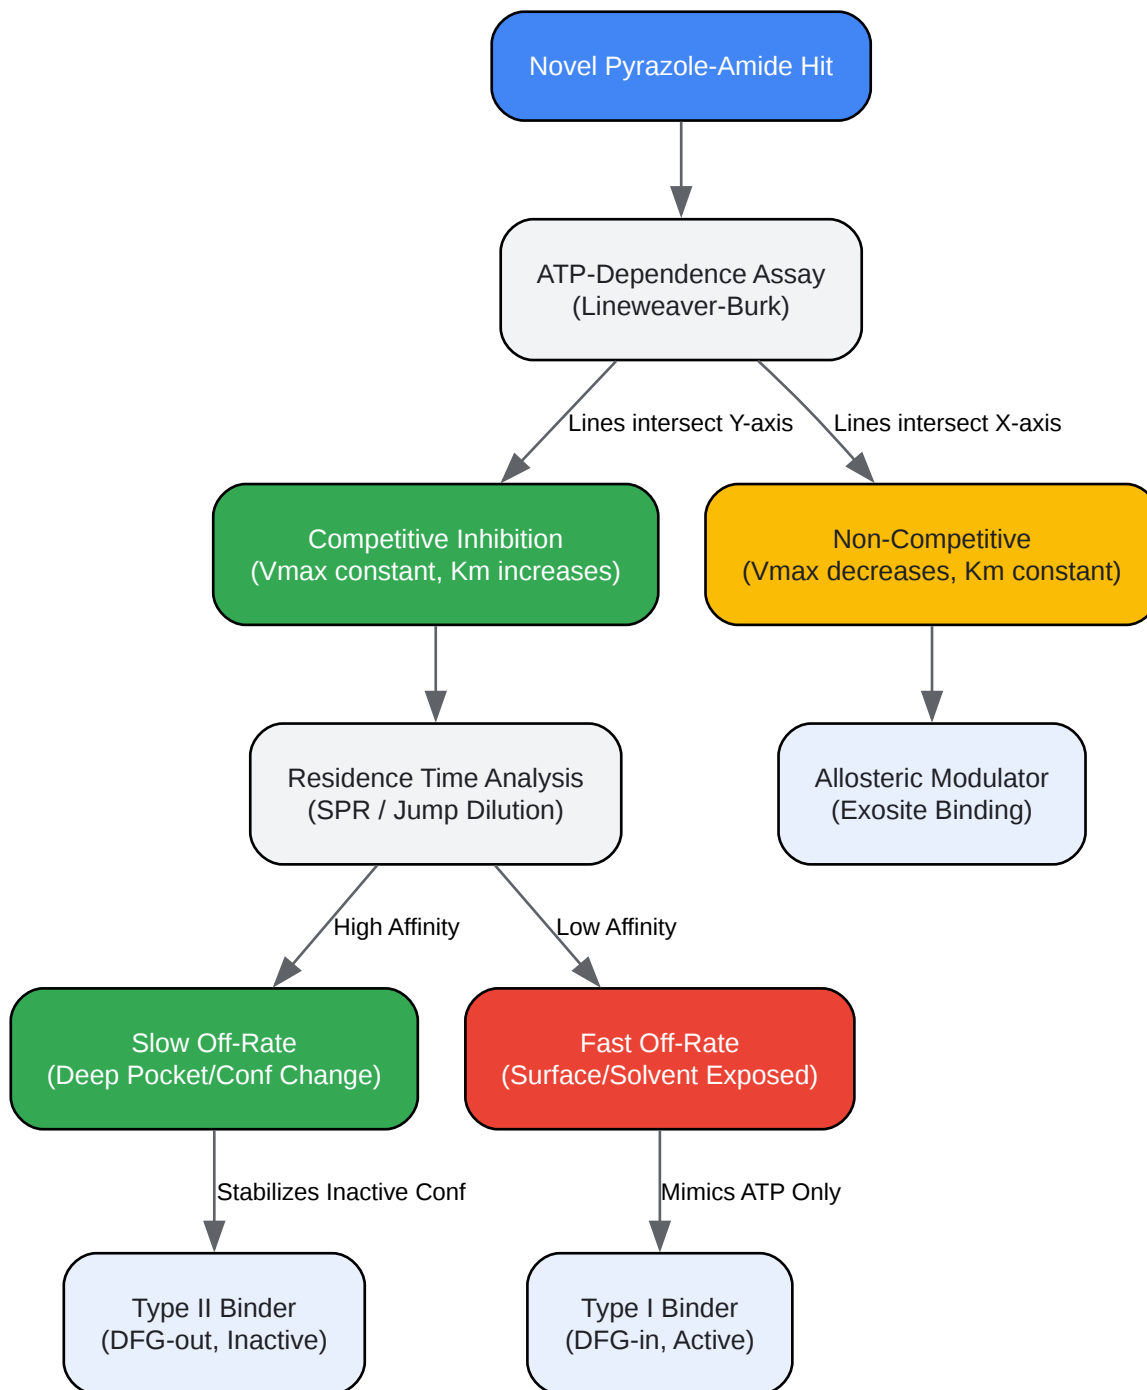 Novel Pyrazole-Amide Hit
ATP-Dependence Assay
(Lineweaver-Burk)
Lines intersect Y-axis
Lines intersect X-axis
Competitive Inhibition
(Vmax constant, Km increases)
Non-Competitive
(Vmax decreases, Km constant)
Residence Time Analysis
(SPR / Jump Dilution)
Allosteric Modulator
(Exosite Binding)
High Affinity
Low Affinity
Slow Off-Rate
(Deep Pocket/Conf Change)
Fast Off-Rate
(Surface/Solvent Exposed)
Stabilizes Inactive Conf
Mimics ATP Only
Type II Binder
(DFG-out, Inactive)
Type I Binder
(DFG-in, Active)